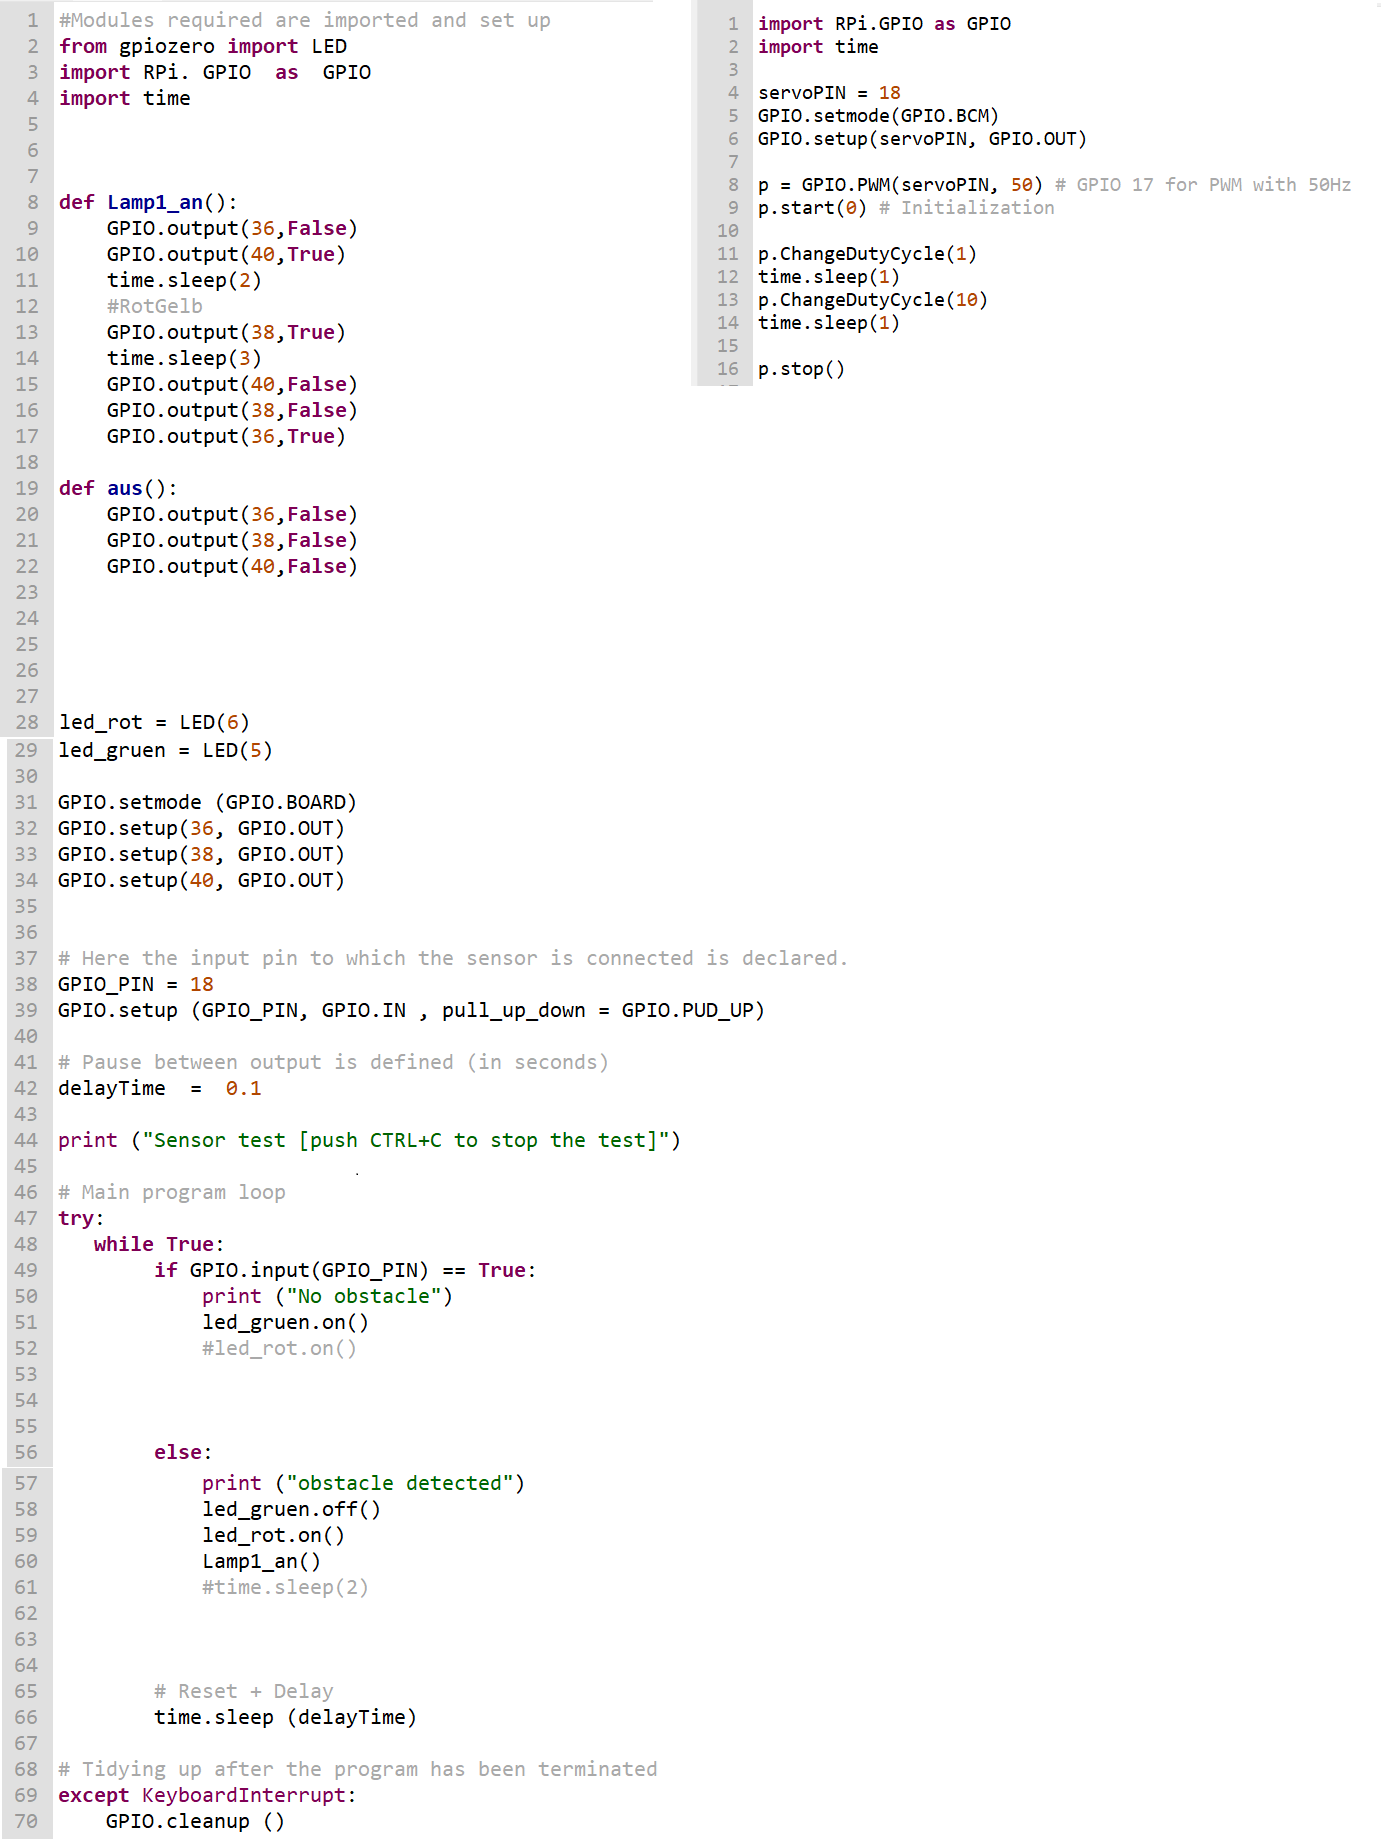 1 #Modules required are imported and set up
2 from gpiozero import LED
3 import RPi. GPIO  as  GPIO
4 import time
5
6
7
8 def Lamp1_an():
9     GPIO.output(36,False)
10     GPIO.output(40,True)
11     time.sleep(2)
12     #RotGelb
13     GPIO.output(38,True)
14     time.sleep(3)
15     GPIO.output(40,False)
16     GPIO.output(38,False)
17     GPIO.output(36,True)
18
19 def aus():
20     GPIO.output(36,False)
21     GPIO.output(38,False)
22     GPIO.output(40,False)
23
24
25
26
27
28 led_rot = LED(6)
29 led_gruen = LED(5)
30
31 GPIO.setmode (GPIO.BOARD)
32 GPIO.setup(36, GPIO.OUT)
33 GPIO.setup(38, GPIO.OUT)
34 GPIO.setup(40, GPIO.OUT)
35
36
37 # Here the input pin to which the sensor is connected is declared.
38 GPIO_PIN = 18
39 GPIO.setup (GPIO_PIN, GPIO.IN , pull_up_down = GPIO.PUD_UP)
40
41 # Pause between output is defined (in seconds)
42 delayTime  =  0.1
43
44 print ("Sensor test [push CTRL+C to stop the test]")
45
46 # Main program loop
47 try:
48    while True:
49         if GPIO.input(GPIO_PIN) == True:
50             print ("No obstacle")
51             led_gruen.on()
52             #led_rot.on()
53
54
55
56         else:
57             print ("obstacle detected")
58             led_gruen.off()
59             led_rot.on()
60             Lamp1_an()
61             #time.sleep(2)
62
63
64
65         # Reset + Delay
66         time.sleep (delayTime)
67
68 # Tidying up after the program has been terminated
69 except KeyboardInterrupt:
70     GPIO.cleanup ()
1 import RPi.GPIO as GPIO
2 import time
3
4 servoPIN = 18
5 GPIO.setmode(GPIO.BCM)
6 GPIO.setup(servoPIN, GPIO.OUT)
7
8 p = GPIO.PWM(servoPIN, 50) # GPIO 17 for PWM with 50Hz
9 p.start(0) # Initialization
10
11 p.ChangeDutyCycle(1)
12 time.sleep(1)
13 p.ChangeDutyCycle(10)
14 time.sleep(1)
15
16 p.stop()